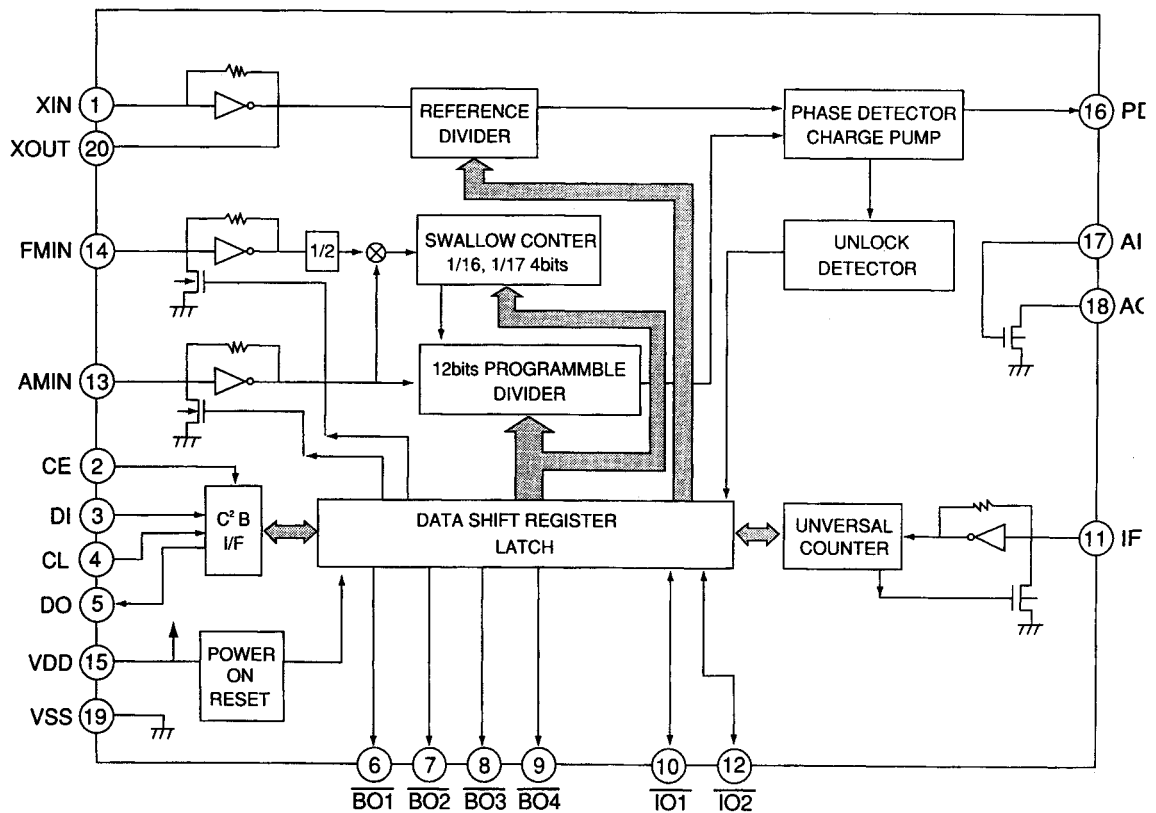 XIN 1
XOUT 20
REFERENCE
DIVIDER
PHASE DETECTOR
CHARGE PUMP
16
FMIN 14
1/2
SWALLOW CONTER
1/16, 1/17 4bits
UNLOCK
DETECTOR
17
18
AMIN 13
12bits PROGRAMMBLE
DIVIDER
CE 2
DI 3
CL 4
DO 5
C² B
I/F
DATA SHIFT REGISTER
LATCH
UNVERSAL
COUNTER
11 IF
VDD 15
POWER
ON
RESET
VSS 19
6 7 8 9 10 12
BO1 BO2 BO3 BO4 IO1 IO2